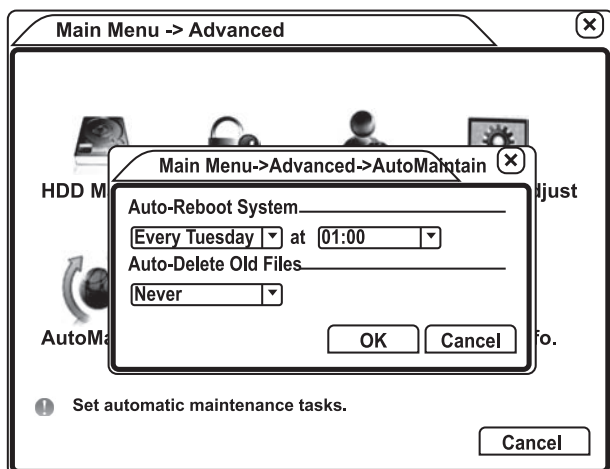 Main Menu -> Advanced
Main Menu->Advanced->AutoMaintain
HDD M
djust
Auto-Reboot System
Every Tuesday at 01:00
Auto-Delete Old Files
Never
OK Cancel
AutoMa
fo.
Set automatic maintenance tasks.
Cancel